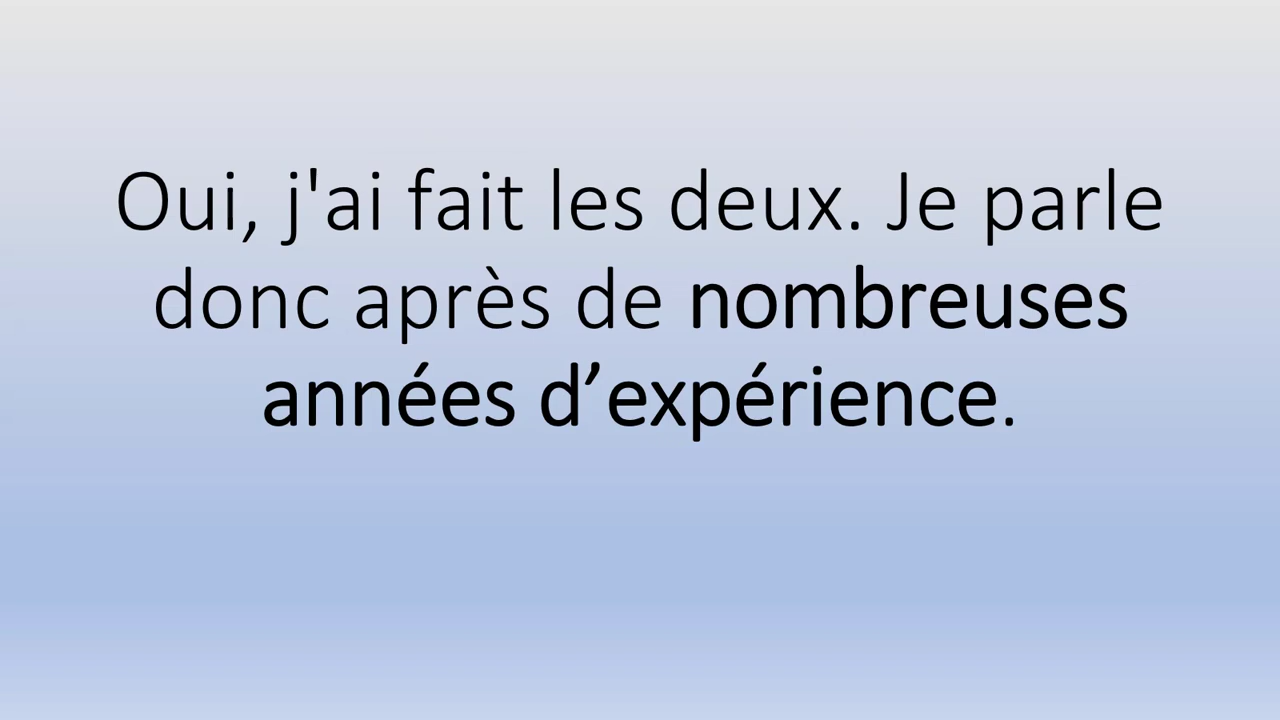 Oui, j'ai fait les deux. Je parle
donc après de nombreuses
années d’expérience.